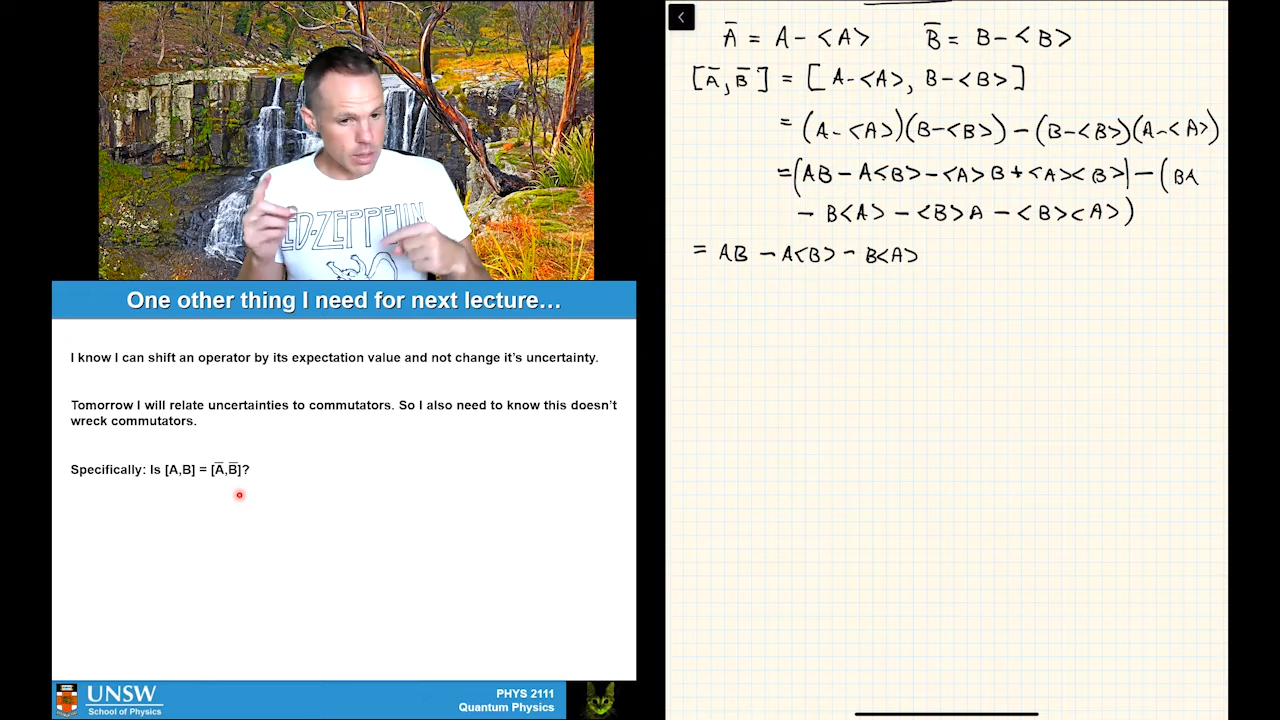 LED-ZEPPELIN
One other thing I need for next lecture…
I know I can shift an operator by its expectation value and not change it's uncertainty.
Tomorrow I will relate uncertainties to commutators. So I also need to know this doesn't
wreck commutators.
Specifically: Is [A,B] = [A̅,B̅]?
UNSW
School of Physics
PHYS 2111
Quantum Physics
A̅ = A - <A> B̅ = B - <B>
[A̅, B̅] = [A - <A>, B - <B>]
= (A - <A>)(B - <B>) - (B - <B>)(A - <A>)
= (AB - A<B> - <A>B + <A><B>) - (BA
- B<A> - <B>A - <B><A>)
= AB - A<B> - B<A>